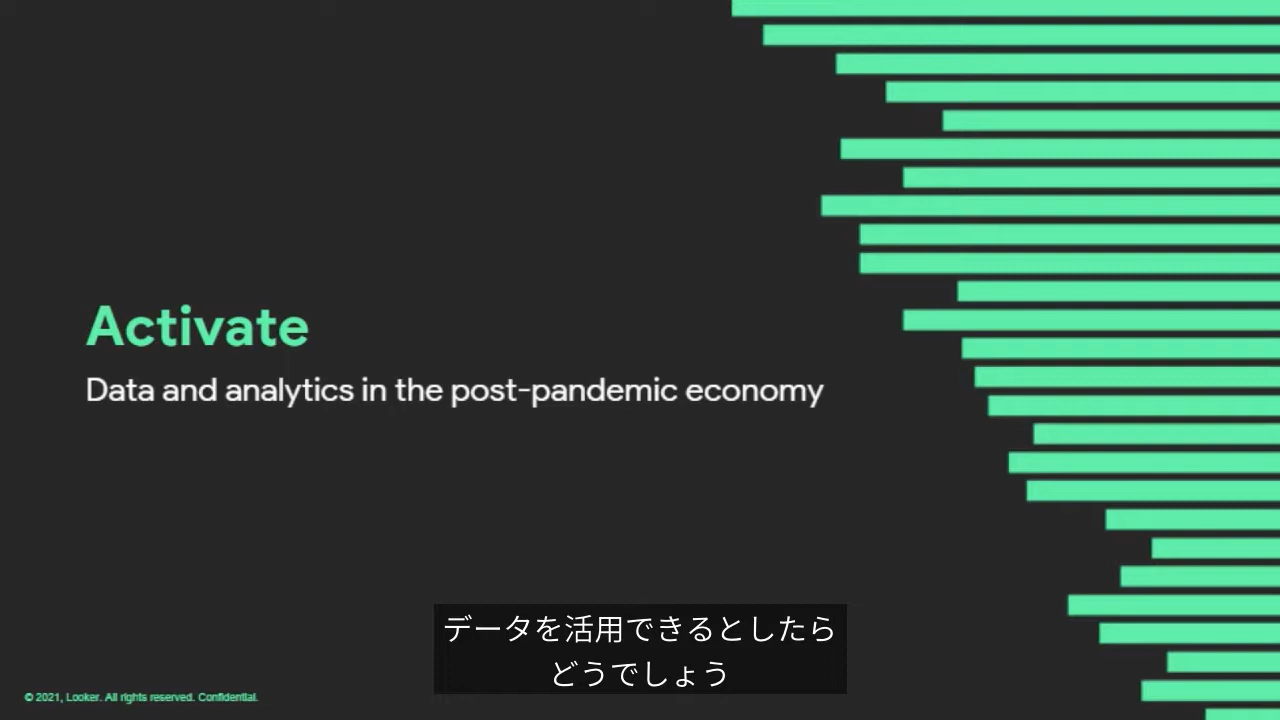 Activate
Data and analytics in the post-pandemic economy
データを活用できるとしたら
どうでしょう
© 2021, Looker. All rights reserved. Confidential.